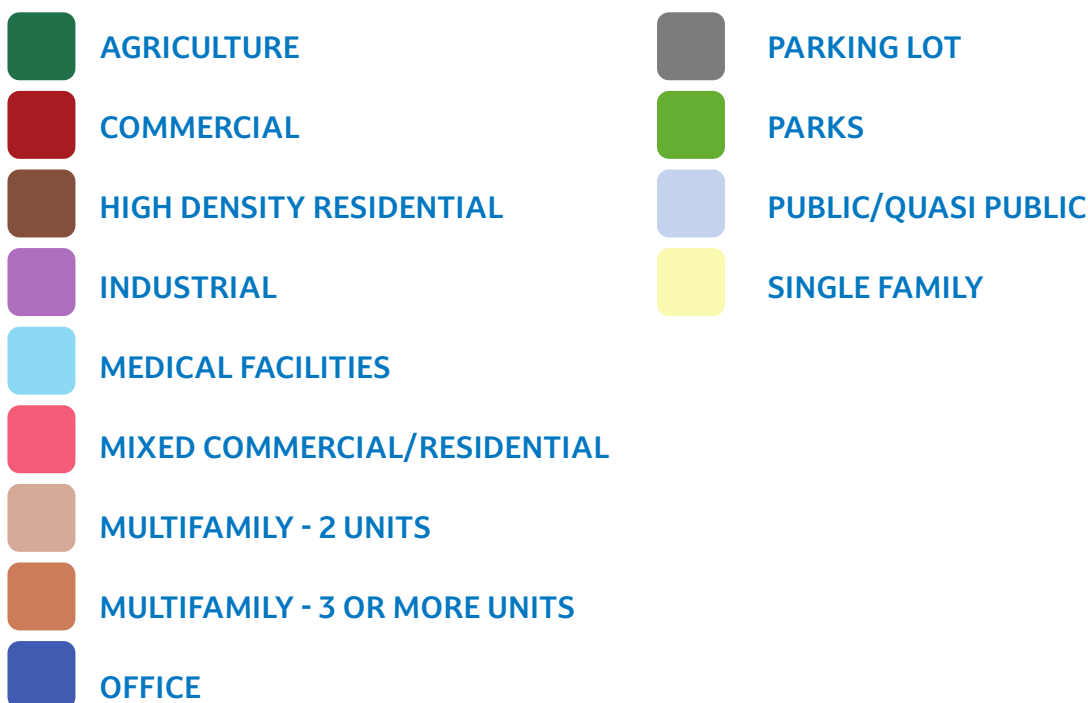 AGRICULTURE
COMMERCIAL
HIGH DENSITY RESIDENTIAL
INDUSTRIAL
MEDICAL FACILITIES
MIXED COMMERCIAL/RESIDENTIAL
MULTIFAMILY - 2 UNITS
MULTIFAMILY - 3 OR MORE UNITS
OFFICE
PARKING LOT
PARKS
PUBLIC/QUASI PUBLIC
SINGLE FAMILY